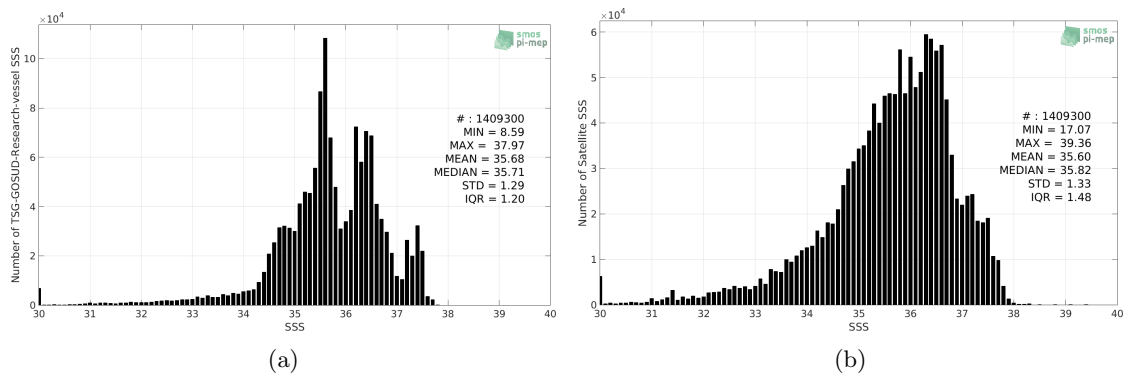 ×10⁴
smos
pi-mep
Number of TSG-GOSUD-Research-vessel SSS
10
8
6
4
2
0
# : 1409300
MIN = 8.59
MAX = 37.97
MEAN = 35.68
MEDIAN = 35.71
STD = 1.29
IQR = 1.20
30 31 32 33 34 35 36 37 38 39 40
SSS
(a)
×10⁴
smos
pi-mep
Number of Satellite SSS
6
5
4
3
2
1
0
# : 1409300
MIN = 17.07
MAX = 39.36
MEAN = 35.60
MEDIAN = 35.82
STD = 1.33
IQR = 1.48
30 31 32 33 34 35 36 37 38 39 40
SSS
(b)